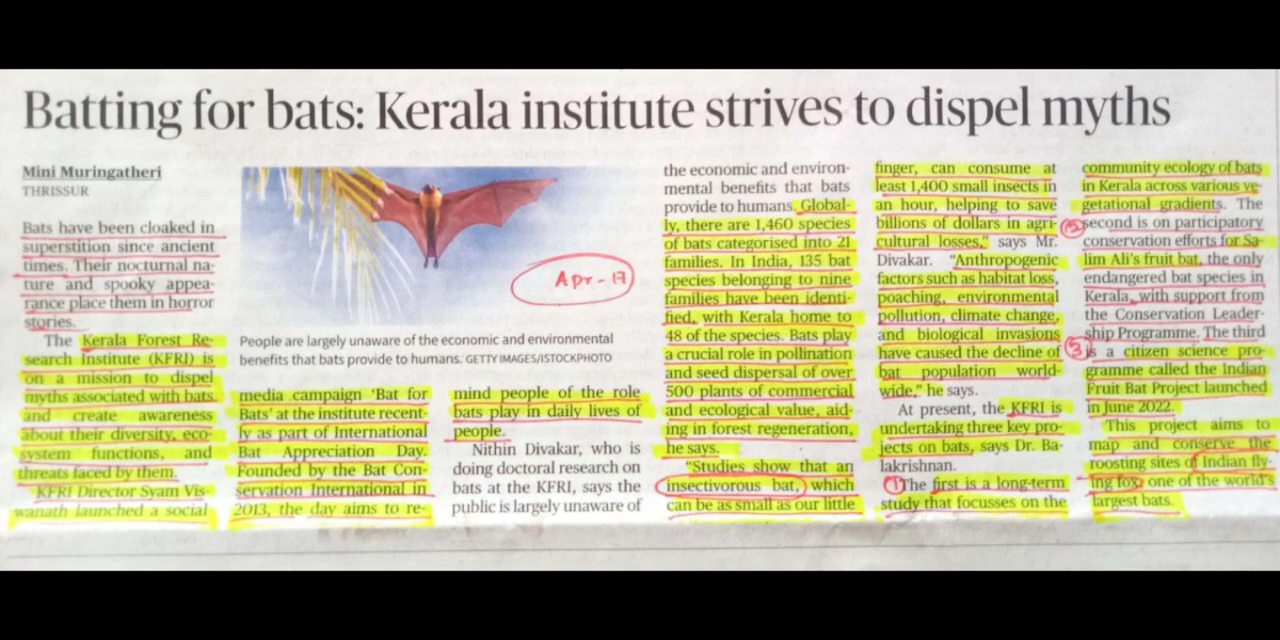 Batting for bats: Kerala institute strives to dispel myths
Mini Muringatheri
THRISSUR
Bats have been cloaked in
superstition since ancient
times. Their nocturnal na-
ture and spooky appea-
rance place them in horror
stories.
The Kerala Forest Re-
search Institute (KFRI) is
on a mission to dispel
myths associated with bats
and create awareness
about their diversity, eco-
system functions, and
threats faced by them.
KFRI Director Syam Vis-
wanath launched a social
Apr-17
People are largely unaware of the economic and environmental
benefits that bats provide to humans. GETTY IMAGES/ISTOCKPHOTO
media campaign 'Bat for
Bats' at the institute recent-
ly as part of International
Bat Appreciation Day.
Founded by the Bat Con-
servation International in
2013, the day aims to re-
mind people of the role
bats play in daily lives of
people.
Nithin Divakar, who is
doing doctoral research on
bats at the KFRI, says the
public is largely unaware of
the economic and environ-
mental benefits that bats
provide to humans. Global-
ly, there are 1,460 species
of bats categorised into 21
families. In India, 135 bat
species belonging to nine
families have been identi-
fied, with Kerala home to
48 of the species. Bats play
a crucial role in pollination
and seed dispersal of over
500 plants of commercial
and ecological value, aid-
ing in forest regeneration,
he says.
"Studies show that an
insectivorous bat, which
can be as small as our little
finger, can consume at
least 1,400 small insects in
an hour, helping to save
billions of dollars in agri-
cultural losses," says Mr.
Divakar. "Anthropogenic
factors such as habitat loss,
poaching, environmental
pollution, climate change,
and biological invasions
have caused the decline of
bat population world-
wide," he says.
At present, the KFRI is
undertaking three key pro-
jects on bats, says Dr. Ba-
lakrishnan.
1 The first is a long-term
study that focusses on the
community ecology of bats
in Kerala across various ve-
getational gradients. The
2 second is on participatory
conservation efforts for Sa-
lim Ali's fruit bat, the only
endangered bat species in
Kerala, with support from
the Conservation Leader-
ship Programme. The third
3 is a citizen science pro-
gramme called the Indian
Fruit Bat Project launched
in June 2022.
This project aims to
map and conserve the
roosting sites of Indian fly-
ing fox, one of the world's
largest bats.